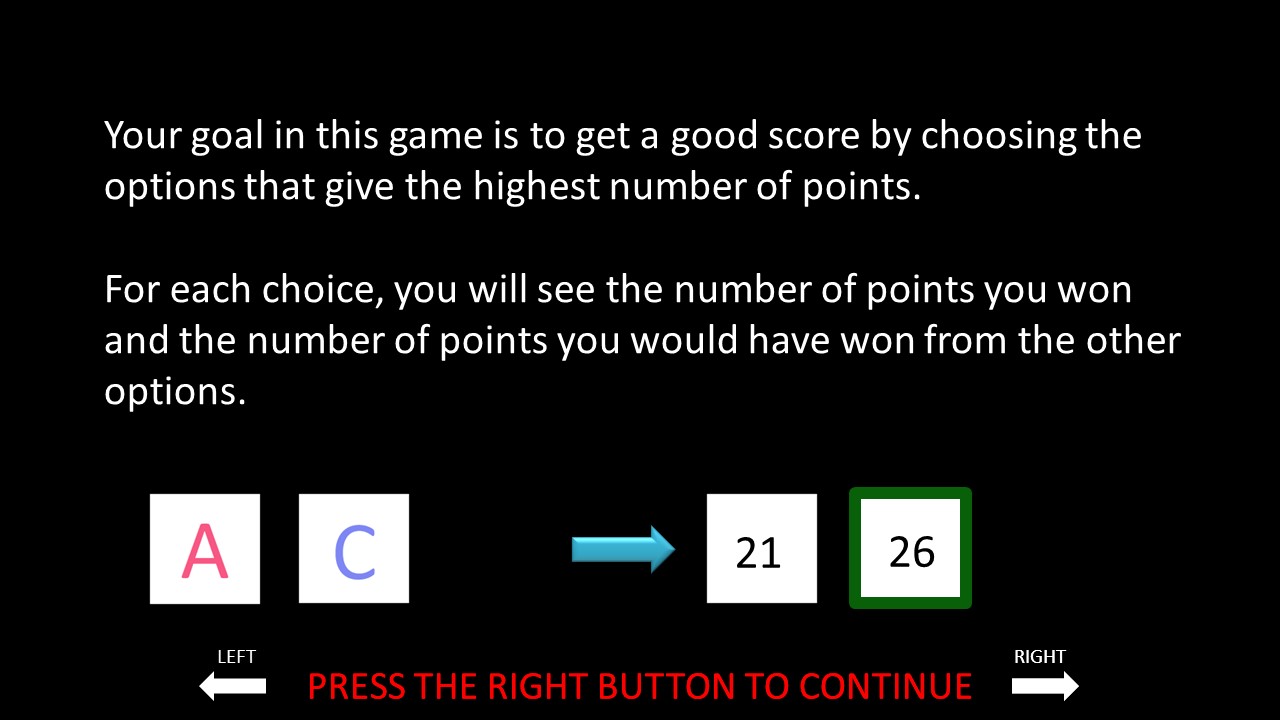 Your goal in this game is to get a good score by choosing the
options that give the highest number of points.
For each choice, you will see the number of points you won
and the number of points you would have won from the other
options.
A C 21 26
LEFT RIGHT
PRESS THE RIGHT BUTTON TO CONTINUE